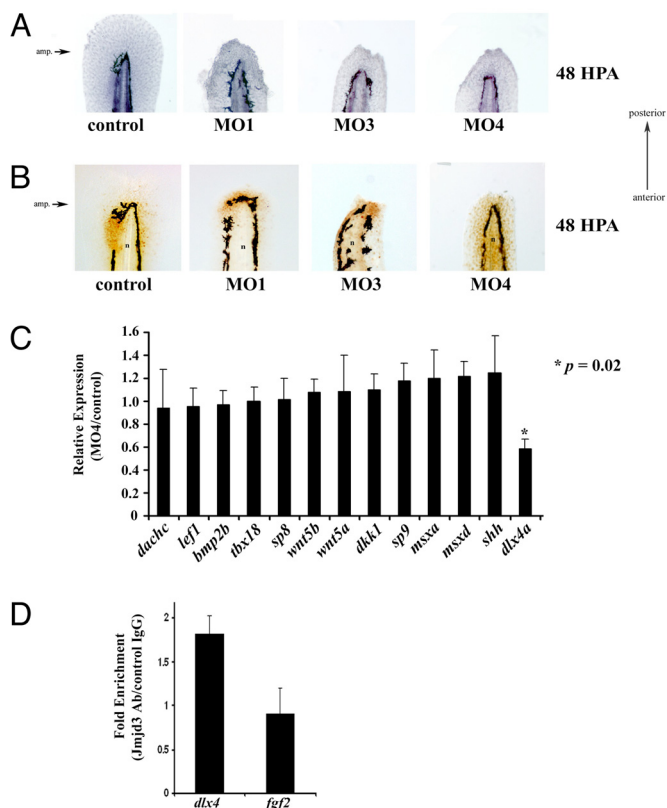 A
amp.
control
MO1
MO3
MO4
48 HPA
posterior
anterior
B
amp.
n
n
n
n
control
MO1
MO3
MO4
48 HPA
C
Relative Expression
(MO4/control)
1.6
1.4
1.2
1.0
0.8
0.6
0.4
0.2
0
* p = 0.02
*
dachc
lef1
bmp2b
tbx18
sp8
wnt5b
wnt5a
dkk1
sp9
msxa
msxd
shh
dlx4a
D
Fold Enrichment
(Jmjd3 Ab/control IgG)
2
1.5
1
0.5
0
dlx4
fgf2